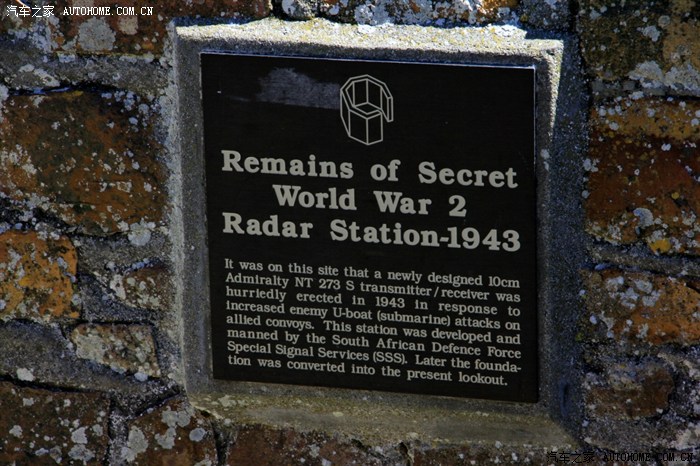 汽车之家 AUTOHOME.COM.CN
Remains of Secret
World War 2
Radar Station-1943
It was on this site that a newly designed 10cm
Admiralty NT 273 S transmitter/receiver was
hurriedly erected in 1943 in response to
increased enemy U-boat (submarine) attacks on
allied convoys. This station was developed and
manned by the South African Defence Force
Special Signal Services (SSS). Later the founda-
tion was converted into the present lookout.
汽车之家 AUTOHOME.COM.CN